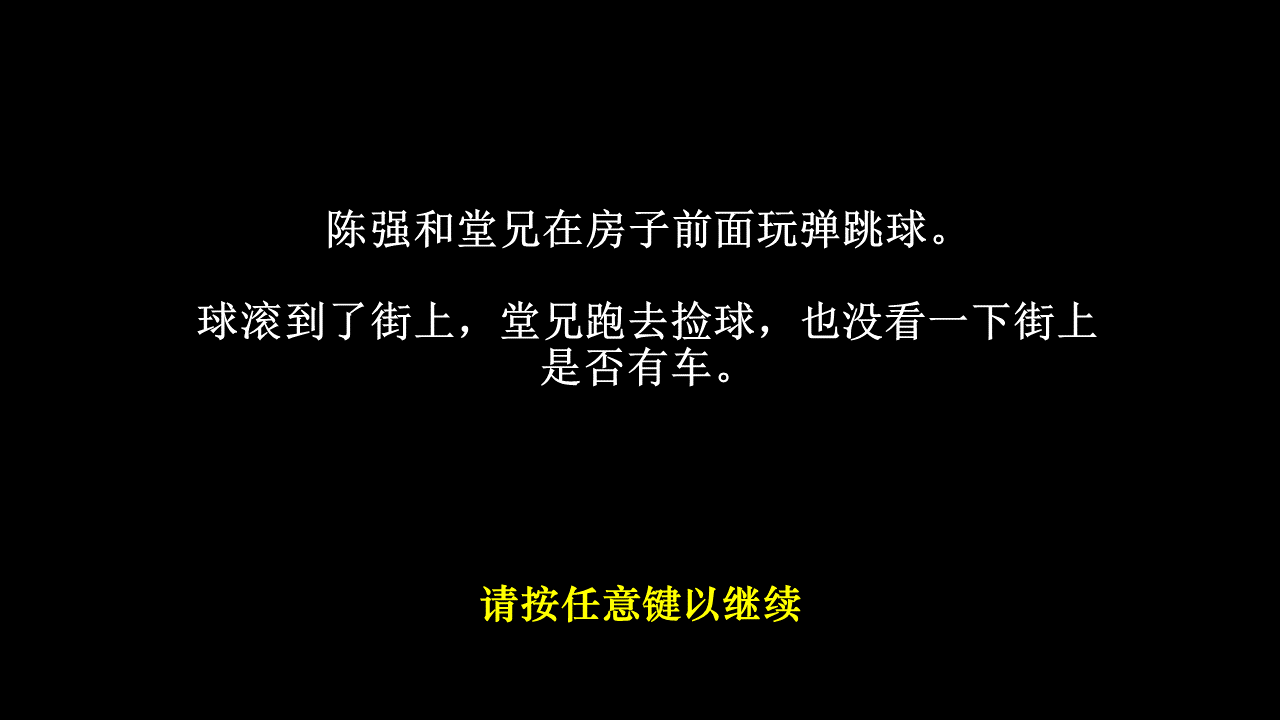 陈强和堂兄在房子前面玩弹跳球。
球滚到了街上，堂兄跑去捡球，也没看一下街上
是否有车。
请按任意键以继续